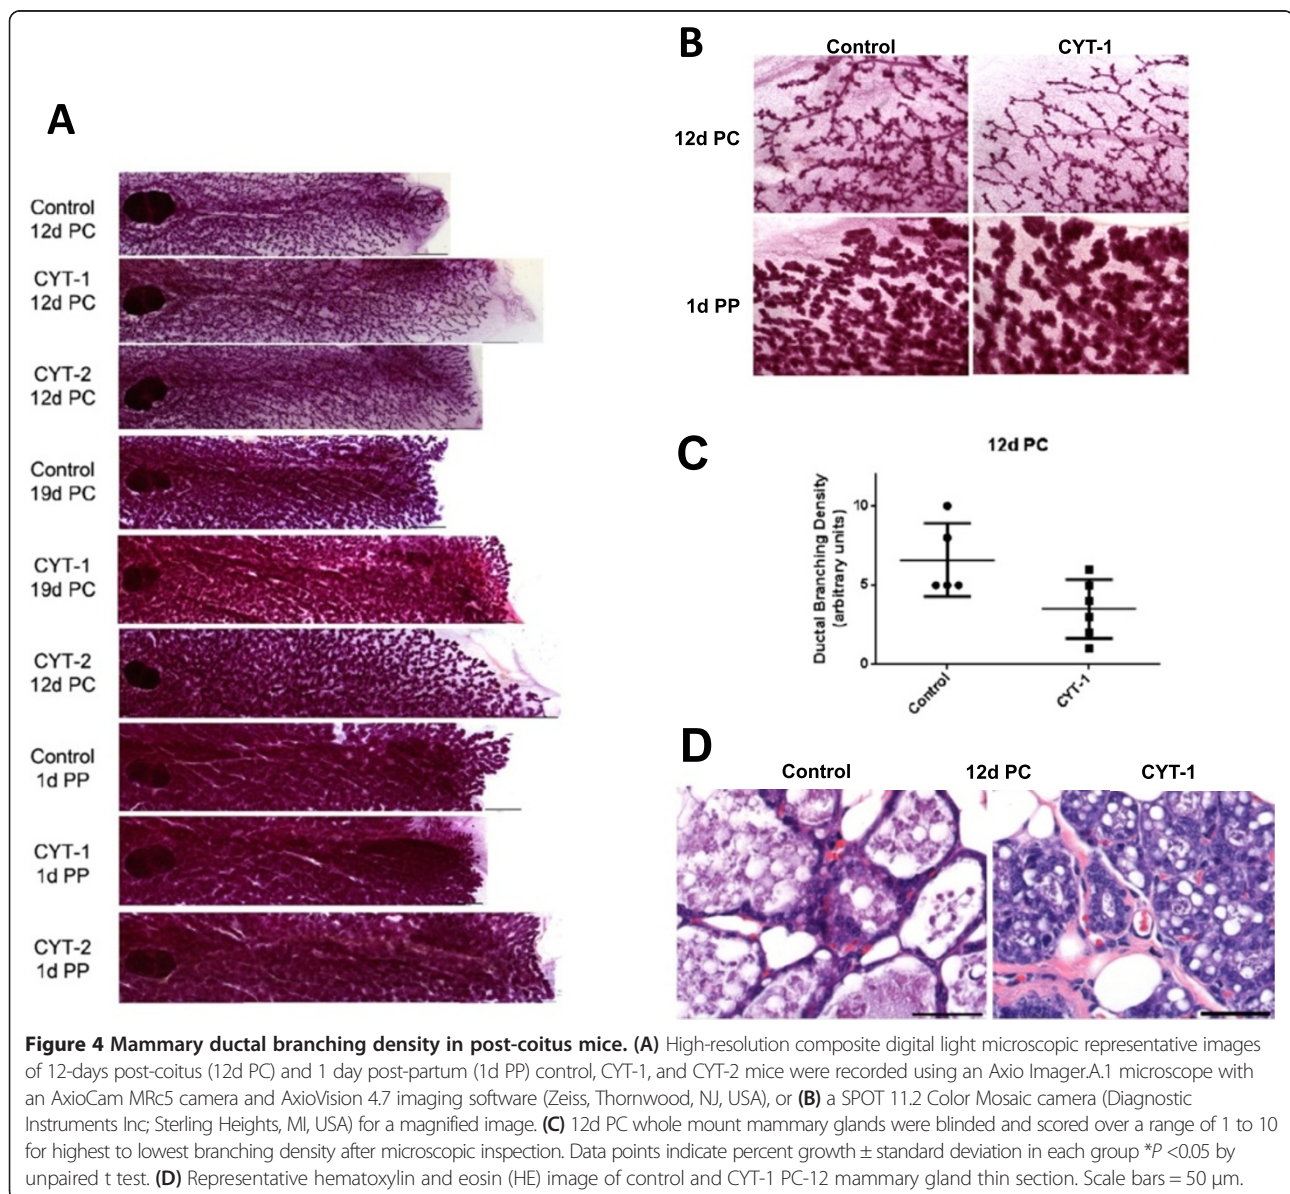 A
Control
12d PC
CYT-1
12d PC
CYT-2
12d PC
Control
19d PC
CYT-1
19d PC
CYT-2
12d PC
Control
1d PP
CYT-1
1d PP
CYT-2
1d PP
B
Control CYT-1
12d PC
1d PP
C
12d PC
Ductal Branching Density
(arbitrary units)
10
5
0
Control CYT-1
D
Control 12d PC CYT-1
Figure 4 Mammary ductal branching density in post-coitus mice. (A) High-resolution composite digital light microscopic representative images
of 12-days post-coitus (12d PC) and 1 day post-partum (1d PP) control, CYT-1, and CYT-2 mice were recorded using an Axio Imager.A.1 microscope with
an AxioCam MRc5 camera and AxioVision 4.7 imaging software (Zeiss, Thornwood, NJ, USA), or (B) a SPOT 11.2 Color Mosaic camera (Diagnostic
Instruments Inc; Sterling Heights, MI, USA) for a magnified image. (C) 12d PC whole mount mammary glands were blinded and scored over a range of 1 to 10
for highest to lowest branching density after microscopic inspection. Data points indicate percent growth ± standard deviation in each group *P <0.05 by
unpaired t test. (D) Representative hematoxylin and eosin (HE) image of control and CYT-1 PC-12 mammary gland thin section. Scale bars = 50 μm.